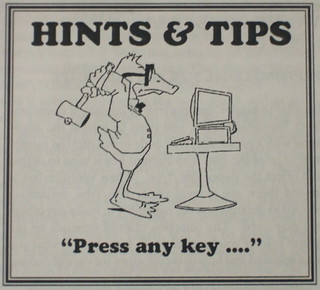 HINTS & TIPS
“Press any key ....”